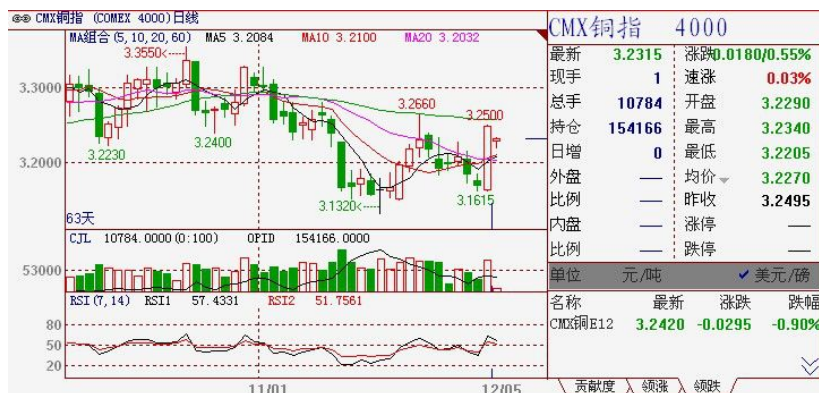 CMX铜指 (COMEX 4000)日线
MA组合(5,10,20,60) MA5 3.2084 MA10 3.2100 MA20 3.2032
3.3550
3.3000
3.2660
3.2500
3.2230
3.2400
3.2000
3.1320
3.1615
63天
CJL 10784.0000(0:100) OPID 154166.0000
53000
RSI(7,14) RSI1 57.4331 RSI2 51.7561
80
50
20
11/01 12/05
CMX铜指 4000
最新 3.2315 涨跌0.0180/0.55%
现手 1 速涨 0.03%
总手 10784 开盘 3.2290
持仓 154166 最高 3.2340
日增 0 最低 3.2205
外盘 — 均价 3.2270
比例 — 昨收 3.2495
内盘 — 涨停 —
比例 — 跌停 —
单位 元/吨 美元/磅
名称 最新 涨跌 跌幅
CMX铜E12 3.2420 -0.0295 -0.90%
贡献度 领涨 领跌